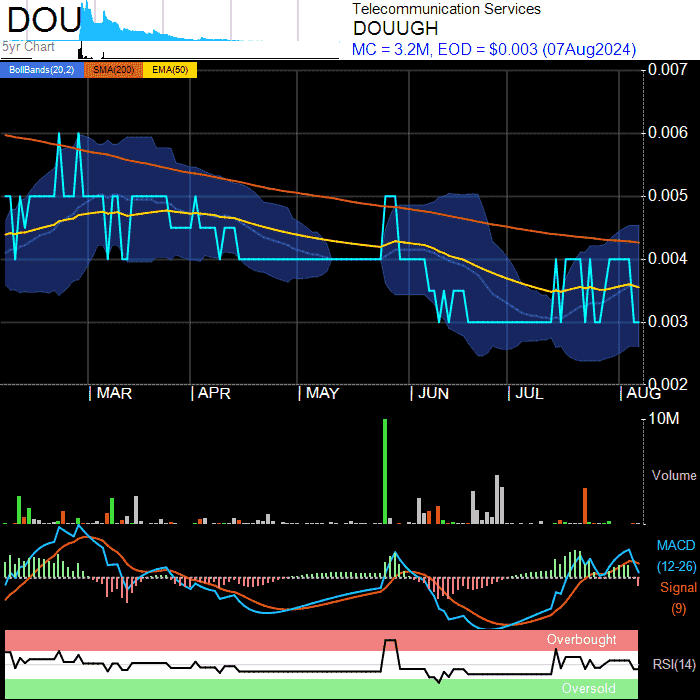 DOU
5yr Chart
Telecommunication Services
DOUUGH
MC = 3.2M, EOD = $0.003 (07Aug2024)
BollBands(20,2) SMA(200) EMA(50)
0.007
0.006
0.005
0.004
0.003
0.002
MAR APR MAY JUN JUL AUG
10M
Volume
MACD
(12-26)
Signal
(9)
Overbought
RSI(14)
Oversold